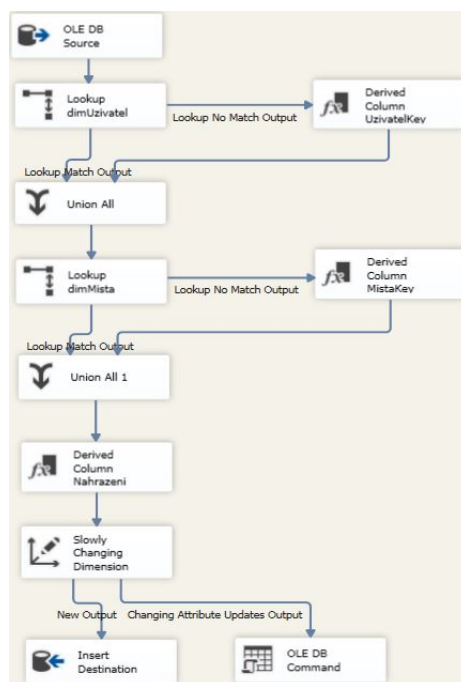 OLE DB
Source
Lookup
dimUzivatel
Lookup No Match Output
Derived
Column
UzivatelKey
Lookup Match Output
Union All
Lookup
dimMista
Lookup No Match Output
Derived
Column
MistaKey
Lookup Match Output
Union All 1
Derived
Column
Nahrazeni
Slowly
Changing
Dimension
New Output
Changing Attribute Updates Output
Insert
Destination
OLE DB
Command